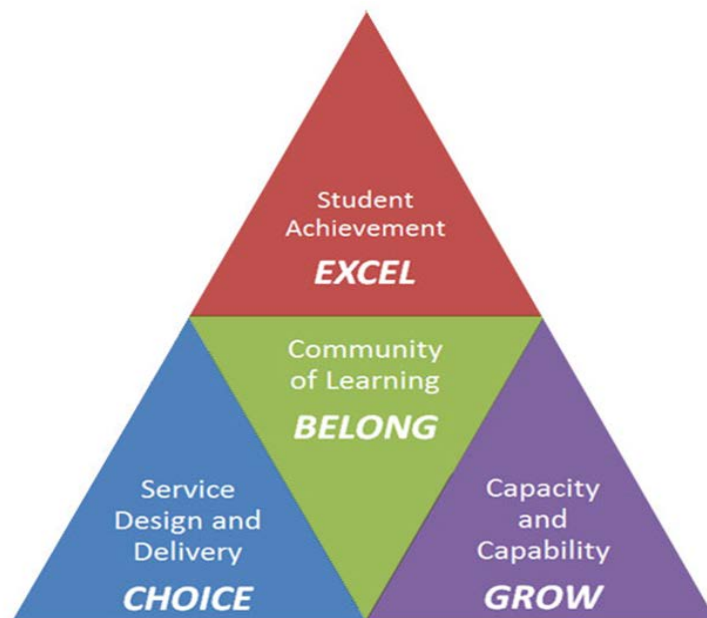 Student
Achievement
EXCEL
Community
of Learning
BELONG
Service
Design and
Delivery
CHOICE
Capacity
and
Capability
GROW